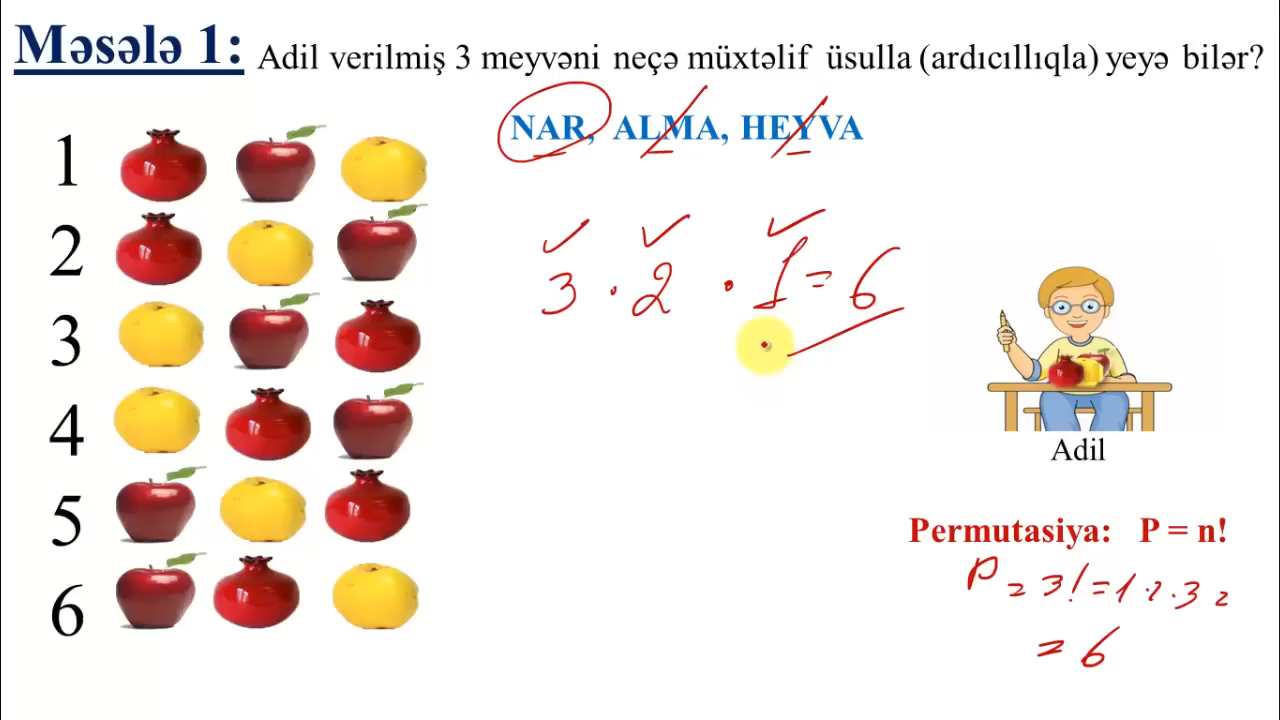 Məsələ 1: Adil verilmiş 3 meyvəni neçə müxtəlif üsulla (ardıcıllıqla) yeyə bilər?
NAR, ALMA, HEYVA
1
2
3
4
5
6
3 · 2 · 1 = 6
Adil
Permutasiya: P = n!
P = 3! = 1 · 2 · 3 =
= 6